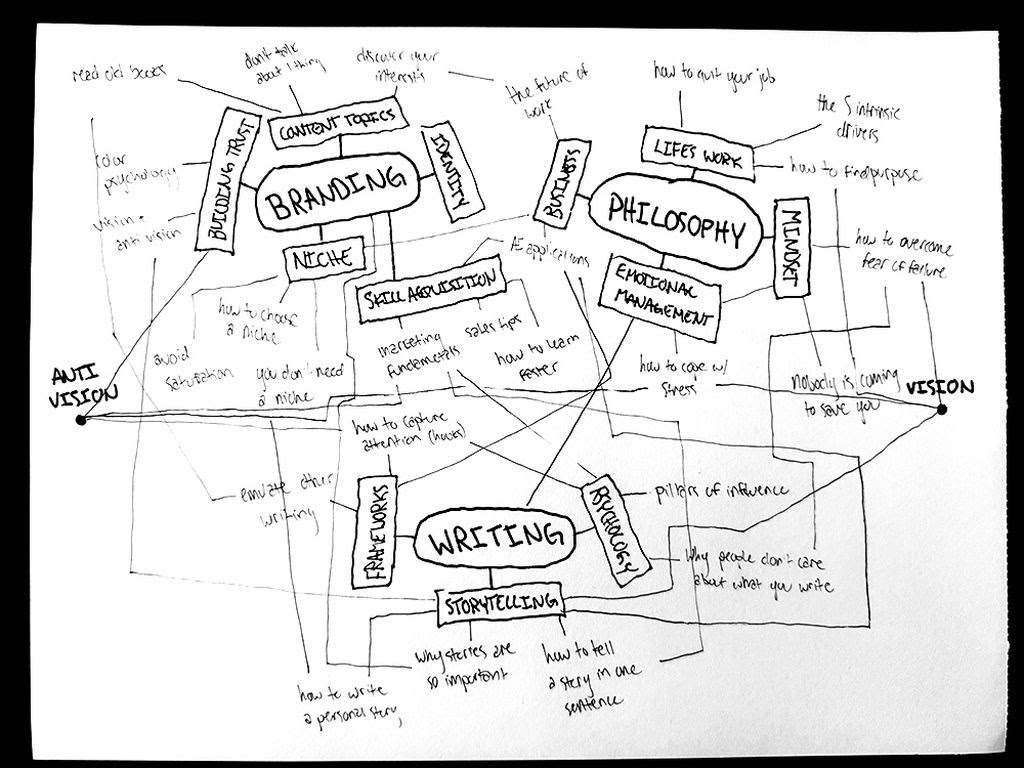 read old books
don't talk
about 1 thing
discover your
interests
the future of
work
how to quit your job
the 5 intrinsic
drivers
how to find purpose
CONTENT TOPICS
BUILDING TRUST
IDENTITY
BRANDING
NICHE
SKILL ACQUISITION
color
psychology
vision +
anti vision
BUSINESS
LIFE'S WORK
PHILOSOPHY
MINDSET
EMOTIONAL
MANAGEMENT
how to overcome
fear of failure
AI applications
how to choose
a niche
avoid
saturation
you don't need
a niche
marketing
fundamentals
sales tips
how to learn
faster
how to cope w/
stress
nobody is coming
to save you
ANTI
VISION
VISION
how to capture
attention (hooks)
emulate other
writing
FRAMEWORKS
WRITING
PSYCHOLOGY
STORYTELLING
pillars of influence
why people don't care
about what you write
how to write
a personal story
why stories are
so important
how to tell
a story in one
sentence